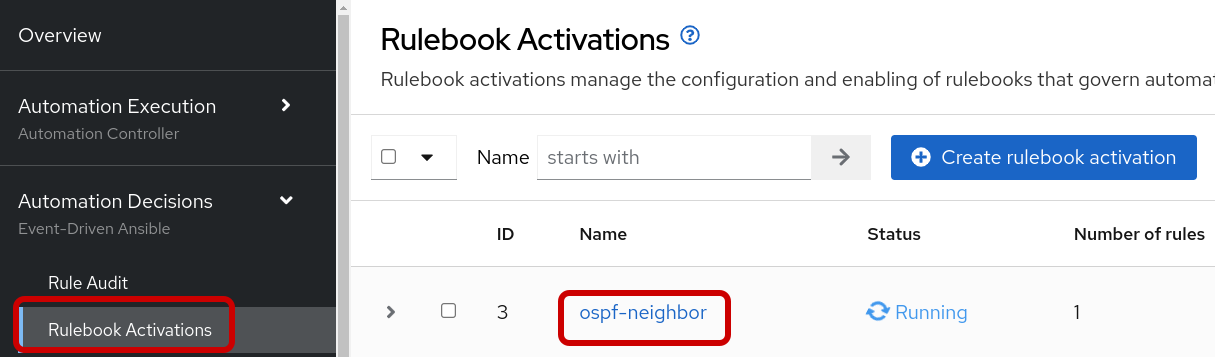 Overview
Automation Execution
Automation Controller
Automation Decisions
Event-Driven Ansible
Rule Audit
Rulebook Activations
Rulebook Activations
Rulebook activations manage the configuration and enabling of rulebooks that govern automa
Name starts with Create rulebook activation
ID Name Status Number of rules
3 ospf-neighbor Running 1